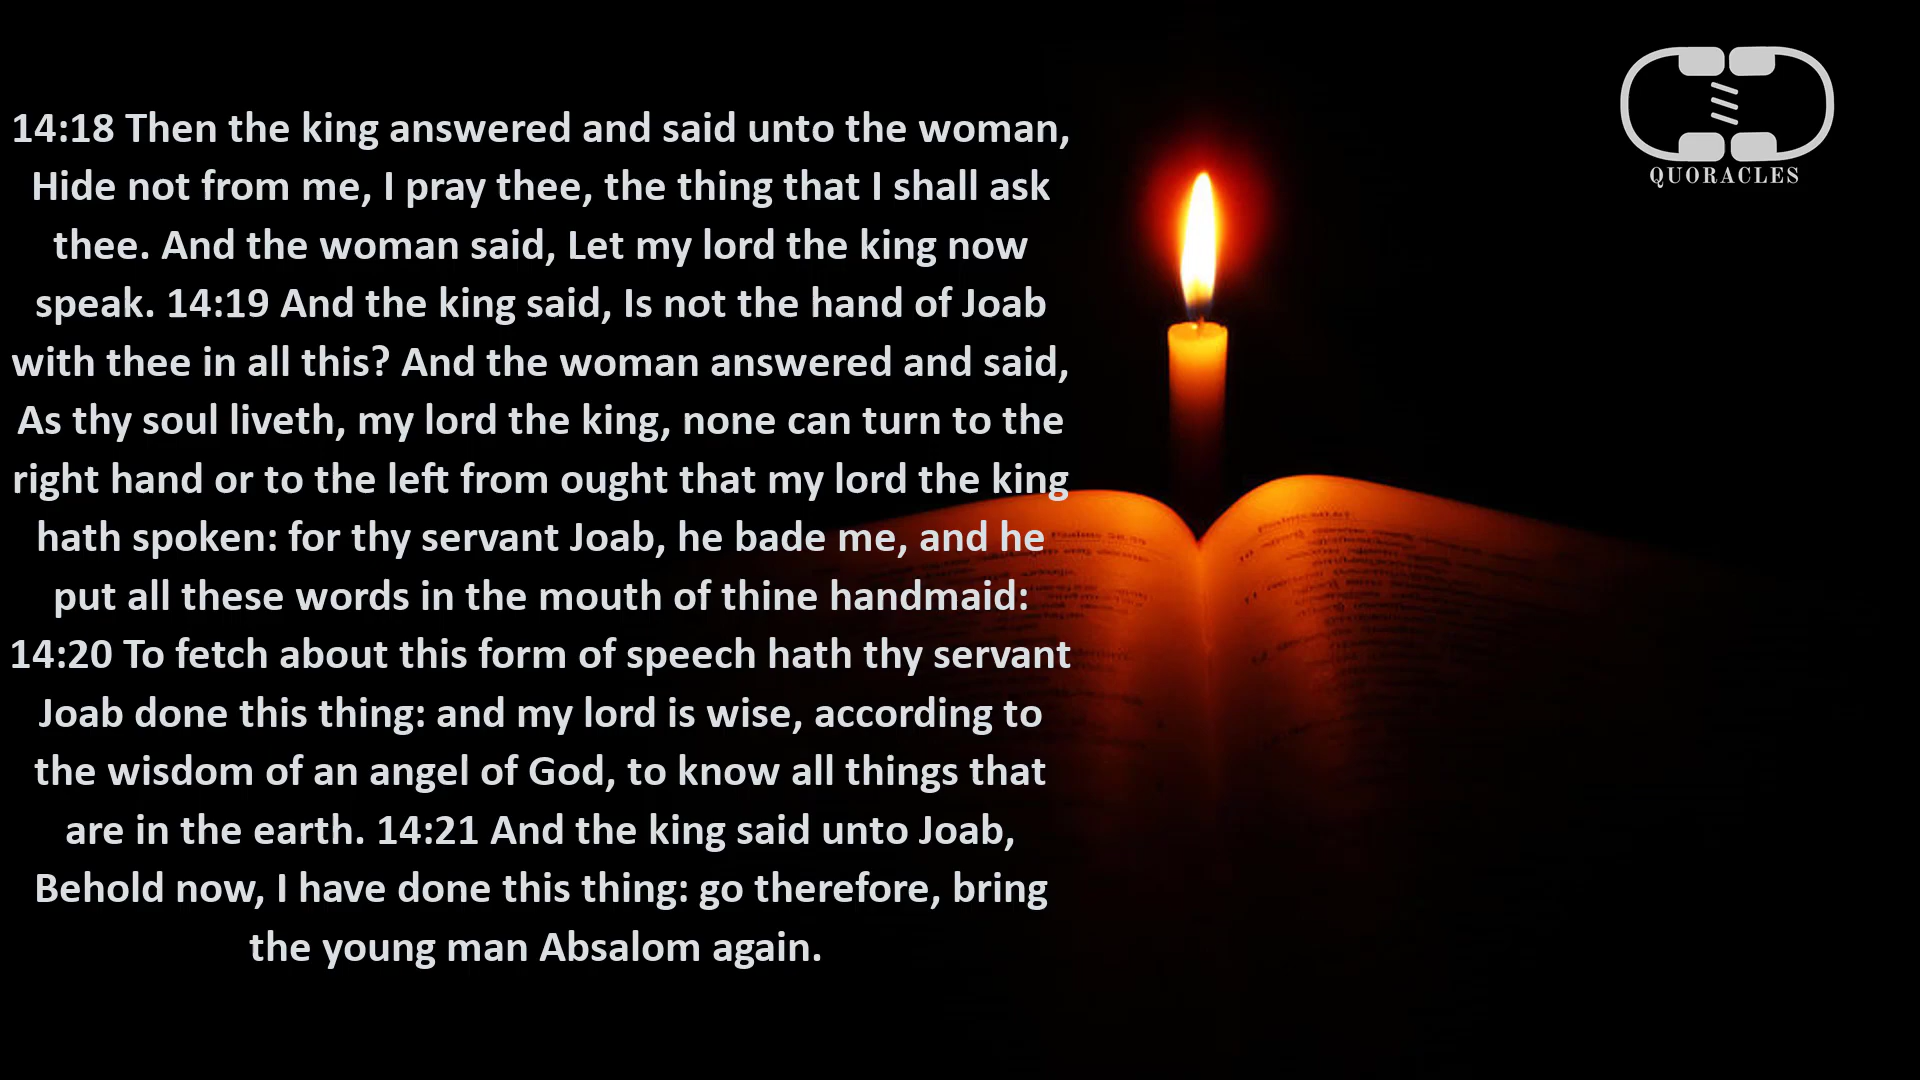 14:18 Then the king answered and said unto the woman,
Hide not from me, I pray thee, the thing that I shall ask
thee. And the woman said, Let my lord the king now
speak. 14:19 And the king said, Is not the hand of Joab
with thee in all this? And the woman answered and said,
As thy soul liveth, my lord the king, none can turn to the
right hand or to the left from ought that my lord the king
hath spoken: for thy servant Joab, he bade me, and he
put all these words in the mouth of thine handmaid:
14:20 To fetch about this form of speech hath thy servant
Joab done this thing: and my lord is wise, according to
the wisdom of an angel of God, to know all things that
are in the earth. 14:21 And the king said unto Joab,
Behold now, I have done this thing: go therefore, bring
the young man Absalom again.
QUORACLES